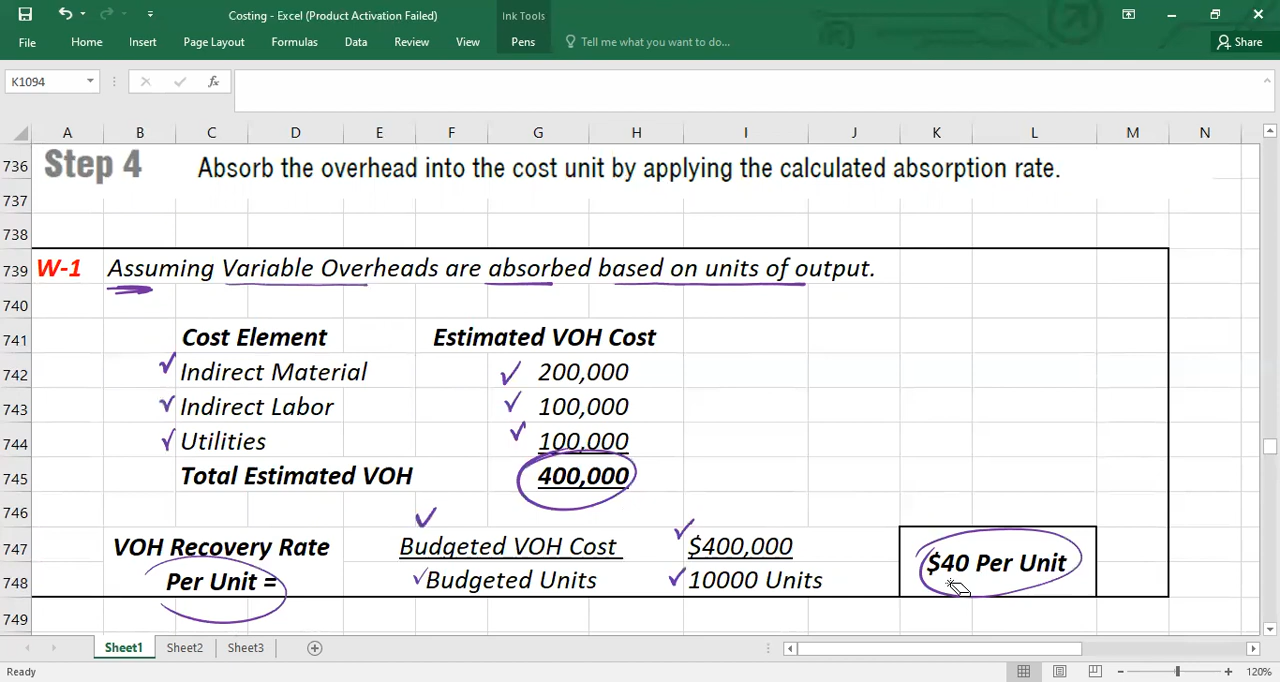 Costing - Excel (Product Activation Failed)
Ink Tools
File Home Insert Page Layout Formulas Data Review View Pens Tell me what you want to do... Share
K1094 fx
A B C D E F G H I J K L M N
736 Step 4 Absorb the overhead into the cost unit by applying the calculated absorption rate.
737
738
739 W-1 Assuming Variable Overheads are absorbed based on units of output.
740
741 Cost Element Estimated VOH Cost
742 Indirect Material 200,000
743 Indirect Labor 100,000
744 Utilities 100,000
745 Total Estimated VOH 400,000
746
747 VOH Recovery Rate Budgeted VOH Cost $400,000
$40 Per Unit
748 Per Unit = Budgeted Units 10000 Units
749
Sheet1 Sheet2 Sheet3
Ready 120%